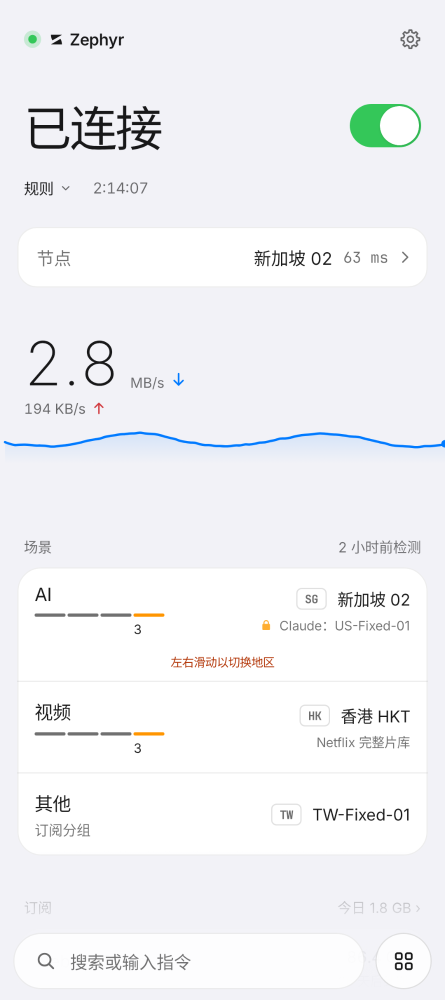 Zephyr
已连接
规则 2:14:07
节点 新加坡 02 63 ms
2.8 MB/s
194 KB/s
场景 2 小时前检测
AI SG 新加坡 02
3 Claude：US-Fixed-01
左右滑动以切换地区
视频 HK 香港 HKT
3 Netflix 完整片库
其他 TW TW-Fixed-01
订阅分组
订阅 今日 1.8 GB
搜索或输入指令